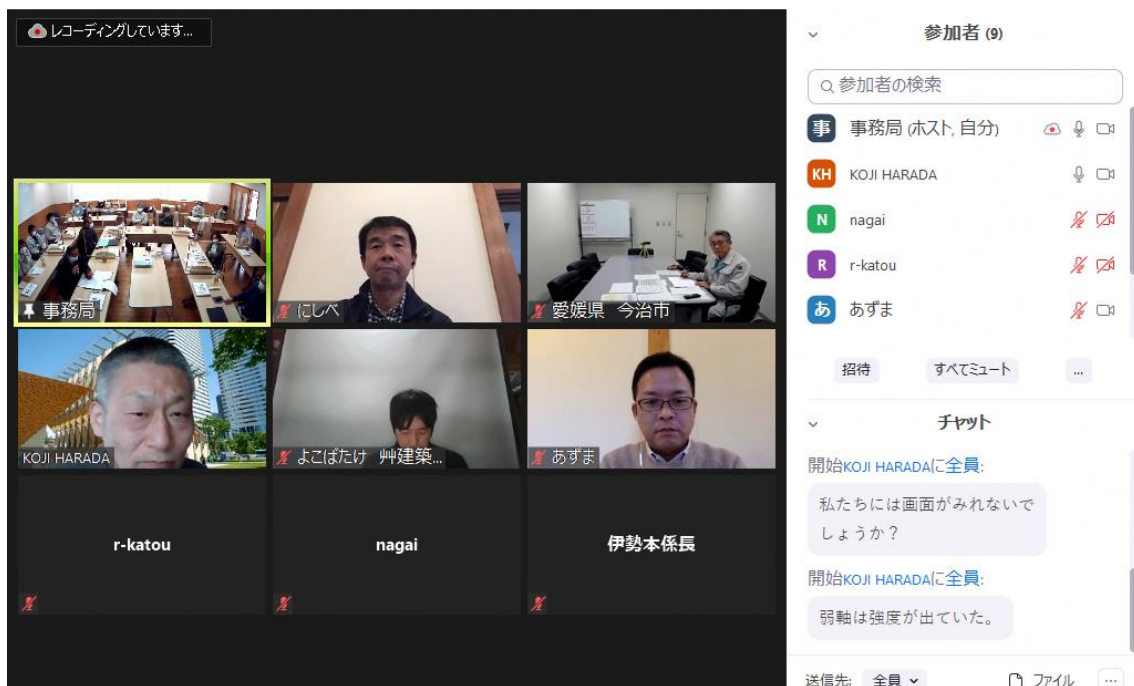 レコーディングしています...
事務局
にしべ
愛媛県 今治市
KOJI HARADA
よこばたけ 艸建築...
あずま
r-katou
nagai
伊勢本係長
参加者 (9)
参加者の検索
事 事務局 (ホスト, 自分)
KH KOJI HARADA
N nagai
R r-katou
あ あずま
招待 すべてミュート ...
チャット
開始KOJI HARADAに全員:
私たちには画面がみれないで
しょうか？
開始KOJI HARADAに全員:
弱軸は強度が出ていた。
送信先: 全員 ファイル ...